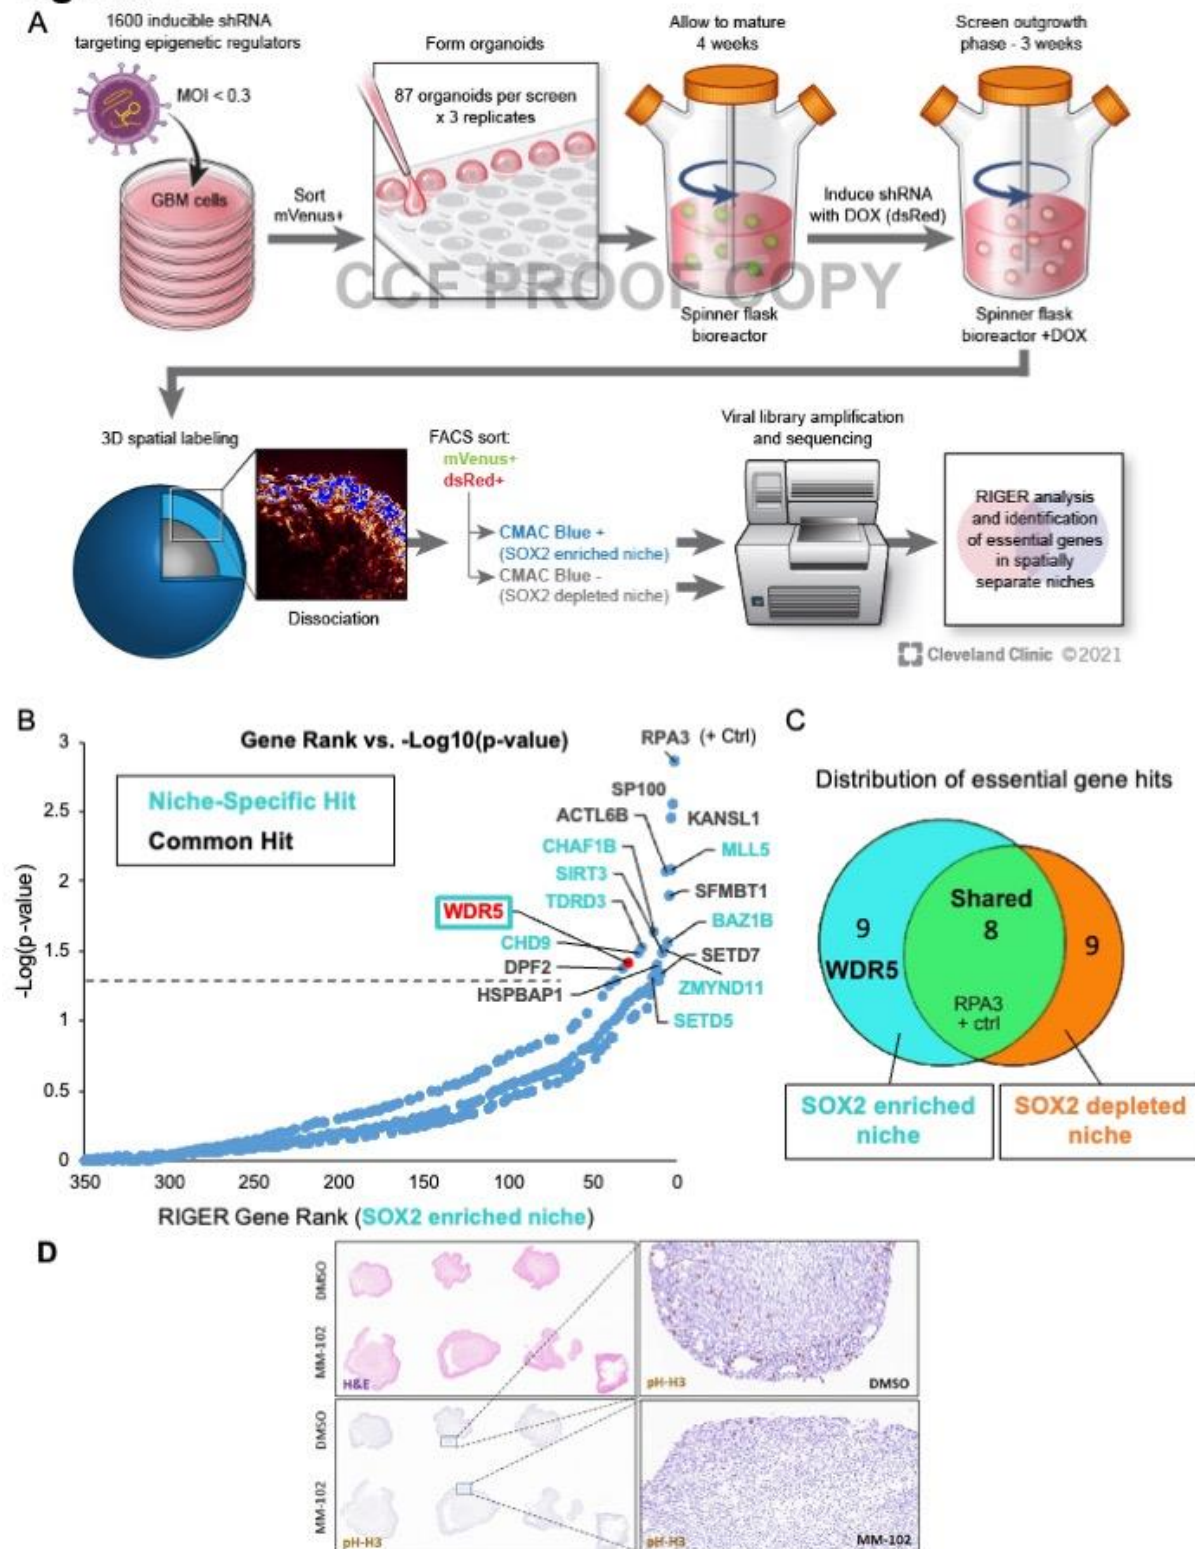 A
1600 inducible shRNA
targeting epigenetic regulators
MOI < 0.3
GBM cells
Sort
mVenus+
Form organoids
87 organoids per screen
x 3 replicates
Allow to mature
4 weeks
Spinner flask
bioreactor
Induce shRNA
with DOX (dsRed)
Screen outgrowth
phase - 3 weeks
Spinner flask
bioreactor +DOX
CCF PROOF COPY
3D spatial labeling
Dissociation
FACS sort:
mVenus+
dsRed+
CMAC Blue +
(SOX2 enriched niche)
CMAC Blue -
(SOX2 depleted niche)
Viral library amplification
and sequencing
RIGER analysis
and identification
of essential genes
in spatially
separate niches
Cleveland Clinic ©2021
B
Gene Rank vs. -Log10(p-value)
Niche-Specific Hit
Common Hit
-Log(p-value)
3
2.5
2
1.5
1
0.5
0
350 300 250 200 150 100 50 0
RIGER Gene Rank (SOX2 enriched niche)
RPA3 (+ Ctrl)
SP100
ACTL6B
KANSL1
CHAF1B
MLL5
SIRT3
SFMBT1
TDRD3
WDR5
BAZ1B
CHD9
SETD7
DPF2
ZMYND11
HSPBAP1
SETD5
C
Distribution of essential gene hits
9
WDR5
Shared
8
RPA3
+ ctrl
9
SOX2 enriched
niche
SOX2 depleted
niche
D
DMSO
MM-102
H&E
DMSO
MM-102
pH-H3
pH-H3
DMSO
pH-H3
MM-102